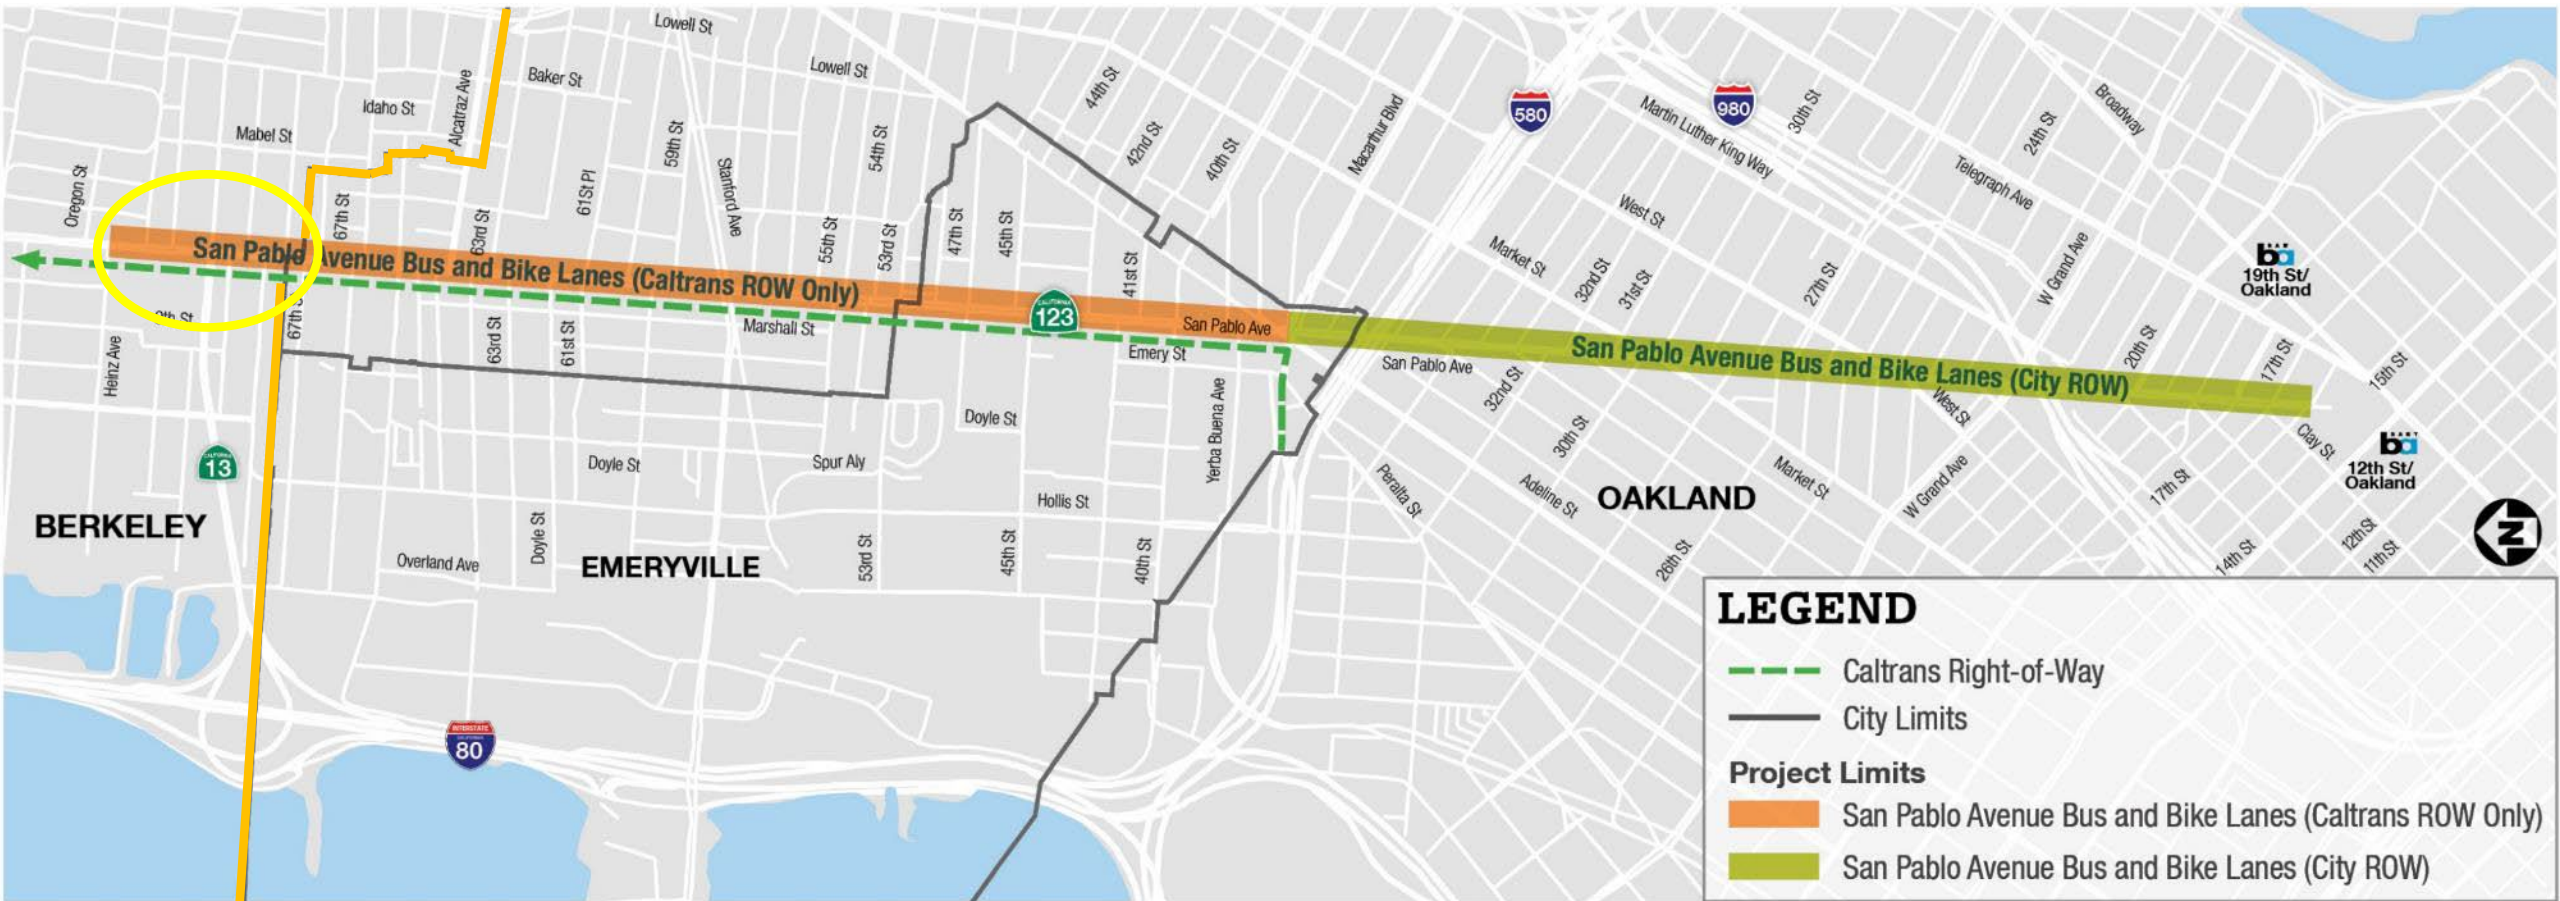 Lowell St
Lowell St
Baker St
Idaho St
Alcatraz Ave
Mabel St
Oregon St
67th St
63rd St
61St Pl
59th St
Stanford Ave
54th St
55th St
53rd St
47th St
45th St
44th St
42nd St
40th St
41st St
Macarthur Blvd
580
980
Martin Luther King Way
30th St
24th St
Broadway
Telegraph Ave
West St
Market St
32nd St
31st St
27th St
W Grand Ave
19th St/
Oakland
San Pablo Avenue Bus and Bike Lanes (Caltrans ROW Only)
San Pablo Avenue Bus and Bike Lanes (City ROW)
CALIFORNIA
123
San Pablo Ave
Emery St
Marshall St
67th S
63rd St
61st St
Heinz Ave
San Pablo Ave
32nd St
30th St
20th St
17th St
15th St
West St
Clay St
ba
12th St/
Oakland
ba
CALIFORNIA
13
Doyle St
Doyle St
Doyle St
Spur Aly
Hollis St
Yerba Buena Ave
Peralta St
Adeline St
Market St
W Grand Ave
17th St
26th St
14th St
12th St
11th St
OAKLAND
BERKELEY
EMERYVILLE
Overland Ave
53rd St
45th St
40th St
N
INTERSTATE
CALIFORNIA
80
LEGEND
Caltrans Right-of-Way
City Limits
Project Limits
San Pablo Avenue Bus and Bike Lanes (Caltrans ROW Only)
San Pablo Avenue Bus and Bike Lanes (City ROW)